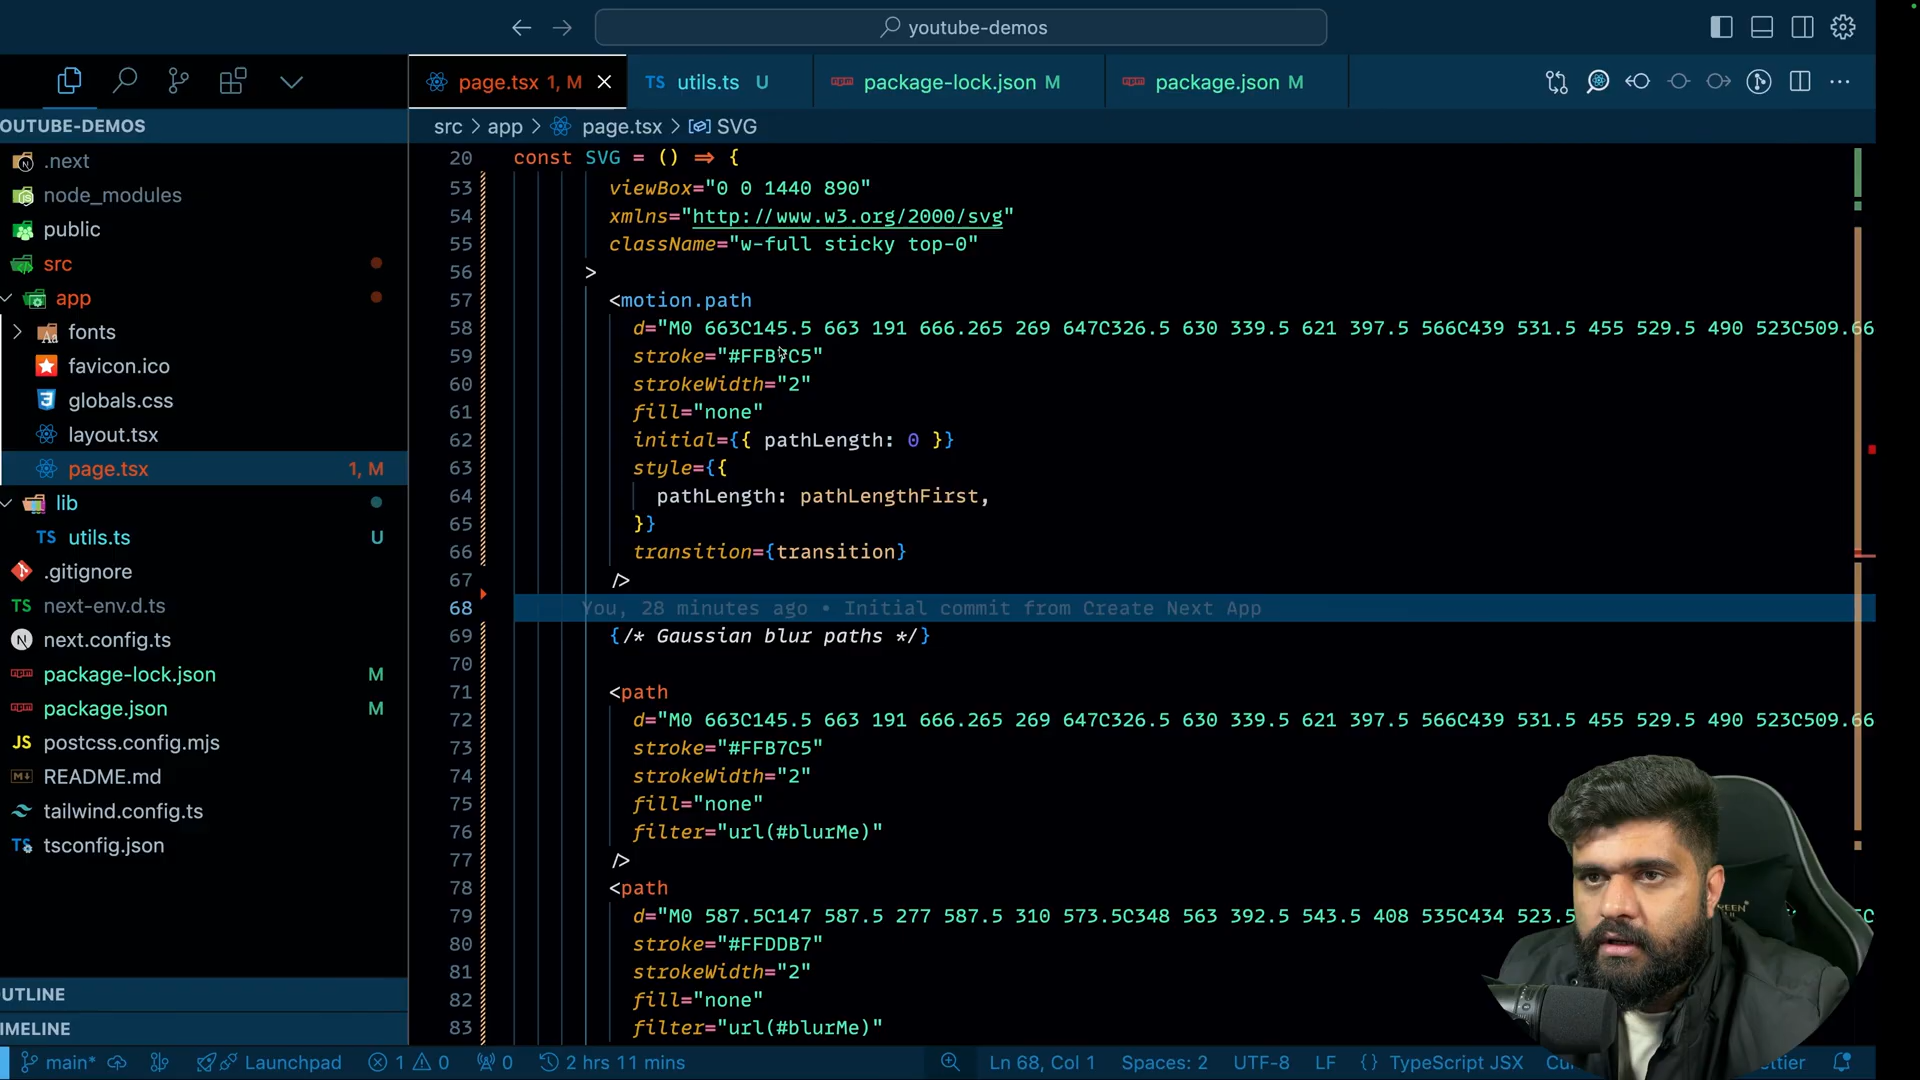 youtube-demos
page.tsx 1, M
TS utils.ts U
package-lock.json M
package.json M
OUTUBE-DEMOS
src > app > page.tsx > SVG
.next
node_modules
public
src
app
fonts
favicon.ico
globals.css
layout.tsx
page.tsx 1, M
lib
TS utils.ts U
.gitignore
TS next-env.d.ts
N next.config.ts
package-lock.json M
package.json M
JS postcss.config.mjs
README.md
tailwind.config.ts
tsconfig.json
UTLINE
IMELINE
20 const SVG = () ⇒ {
53 viewBox="0 0 1440 890"
54 xmlns="http://www.w3.org/2000/svg"
55 className="w-full sticky top-0"
56 >
57 <motion.path
58 d="M0 663C145.5 663 191 666.265 269 647C326.5 630 339.5 621 397.5 566C439 531.5 455 529.5 490 523C509.66
59 stroke="#FFB7C5"
60 strokeWidth="2"
61 fill="none"
62 initial={{ pathLength: 0 }}
63 style={{
64 pathLength: pathLengthFirst,
65 }}
66 transition={transition}
67 />
68 You, 28 minutes ago • Initial commit from Create Next App
69 {/* Gaussian blur paths */}
70
71 <path
72 d="M0 663C145.5 663 191 666.265 269 647C326.5 630 339.5 621 397.5 566C439 531.5 455 529.5 490 523C509.66
73 stroke="#FFB7C5"
74 strokeWidth="2"
75 fill="none"
76 filter="url(#blurMe)"
77 />
78 <path
79 d="M0 587.5C147 587.5 277 587.5 310 573.5C348 563 392.5 543.5 408 535C434 523.5
80 stroke="#FFDDB7"
81 strokeWidth="2"
82 fill="none"
83 filter="url(#blurMe)"
main* Launchpad 1 0 0 2 hrs 11 mins Ln 68, Col 1 Spaces: 2 UTF-8 LF {} TypeScript JSX